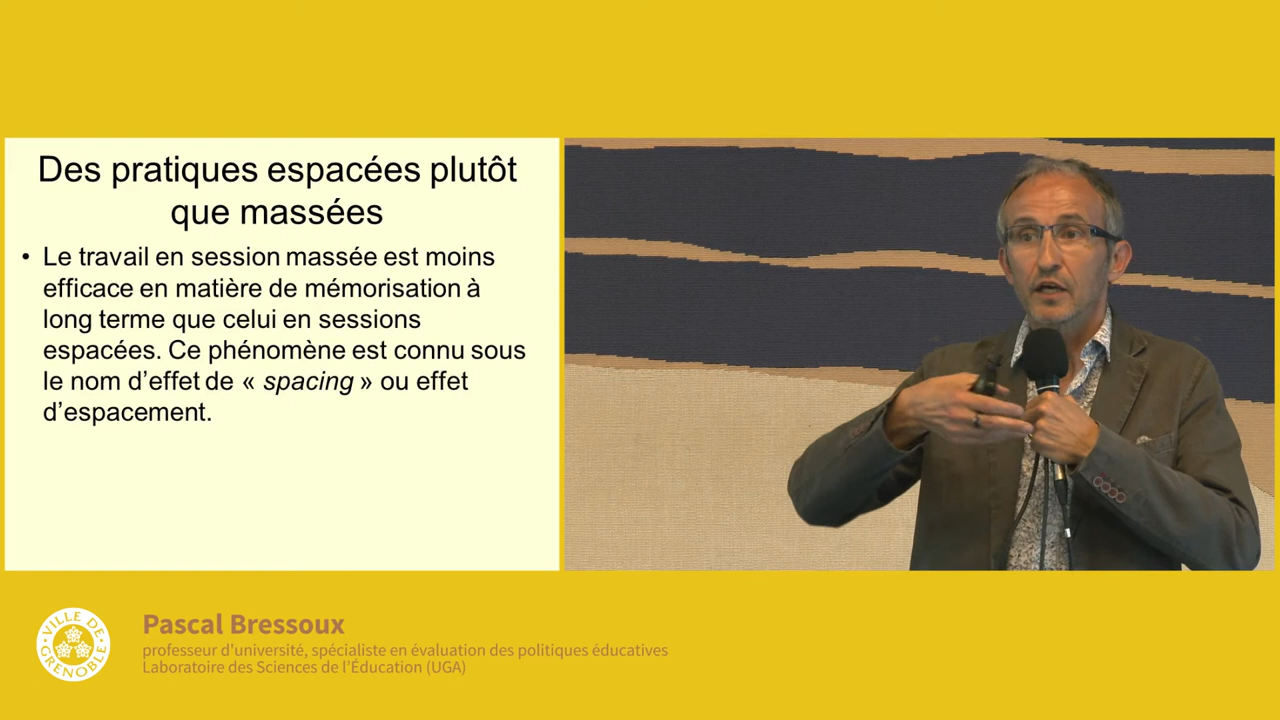 Des pratiques espacées plutôt
que massées
• Le travail en session massée est moins
efficace en matière de mémorisation à
long terme que celui en sessions
espacées. Ce phénomène est connu sous
le nom d'effet de « spacing » ou effet
d'espacement.
VILLE DE
GRENOBLE
Pascal Bressoux
professeur d'université, spécialiste en évaluation des politiques éducatives
Laboratoire des Sciences de l'Éducation (UGA)